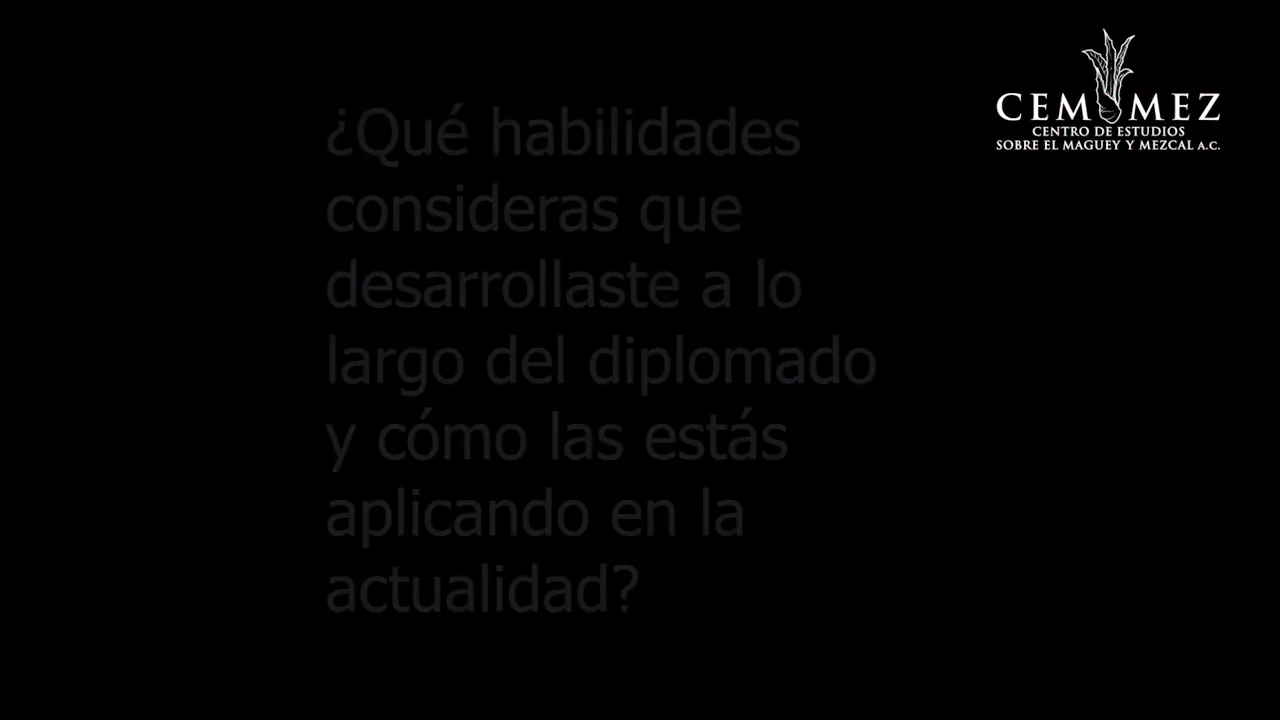 CEMMEZ
CENTRO DE ESTUDIOS
SOBRE EL MAGUEY Y MEZCAL A.C.
¿Qué habilidades
consideras que
desarrollaste a lo
largo del diplomado
y cómo las estás
aplicando en la
actualidad?